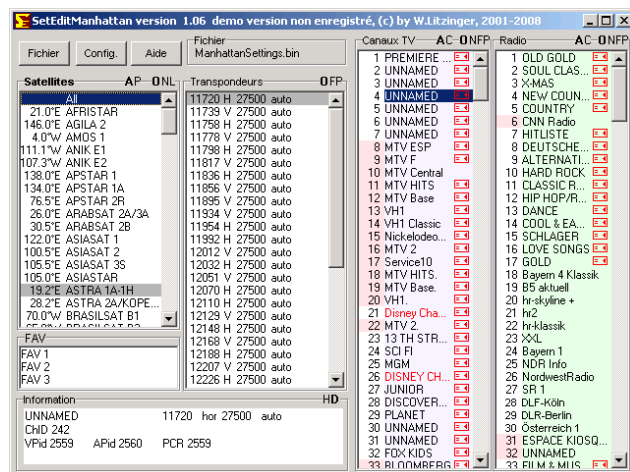 SetEditManhattan version 1.06 demo version non enregistré, (c) by W.Litzinger, 2001-2008
Fichier
Config.
Aide
Fichier
ManhattanSettings.bin
Satellites AP ONL
All
21.0°E AFRISTAR
146.0°E AGILA 2
4.0°W AMOS 1
111.1°W ANIK E1
107.3°W ANIK E2
138.0°E APSTAR 1
134.0°E APSTAR 1A
76.5°E APSTAR 2R
26.0°E ARABSAT 2A/3A
30.5°E ARABSAT 2B
122.0°E ASIASAT 1
100.5°E ASIASAT 2
105.5°E ASIASAT 3S
105.0°E ASIASTAR
19.2°E ASTRA 1A-1H
28.2°E ASTRA 2A/KOPE...
70.0°W BRASILSAT B1
FAV
FAV 1
FAV 2
FAV 3
Transpondeurs OFP
11720 H 27500 auto
11739 V 27500 auto
11758 H 27500 auto
11778 V 27500 auto
11798 H 27500 auto
11817 V 27500 auto
11836 H 27500 auto
11856 V 27500 auto
11895 V 27500 auto
11934 V 27500 auto
11954 H 27500 auto
11992 H 27500 auto
12012 V 27500 auto
12032 H 27500 auto
12051 V 27500 auto
12070 H 27500 auto
12110 H 27500 auto
12129 V 27500 auto
12148 H 27500 auto
12168 V 27500 auto
12188 H 27500 auto
12207 V 27500 auto
12226 H 27500 auto
Information HD-
UNNAMED 11720 hor 27500 auto
ChID 242
VPid 2559 APid 2560 PCR 2559
Canaux TV AC ONFP
1 PREMIERE ...
2 UNNAMED
3 UNNAMED
4 UNNAMED
5 UNNAMED
6 UNNAMED
7 UNNAMED
8 MTV ESP
9 MTV F
10 MTV Central
11 MTV HITS
12 MTV Base
13 VH1
14 VH1 Classic
15 Nickelodeo...
16 MTV 2
17 Service10
18 MTV HITS.
19 MTV Base.
20 VH1.
21 Disney Cha...
22 MTV 2.
23 13 TH STR...
24 SCI FI
25 MGM
26 DISNEY CH...
27 JUNIOR
28 DISCOVER...
29 PLANET
30 UNNAMED
31 UNNAMED
32 FOX KIDS
33 BLOOMBERG
Radio AC ONFP
1 OLD GOLD
2 SOUL CLAS...
3 X-MAS
4 NEW COUN...
5 COUNTRY
6 CNN Radio
7 HITLISTE
8 DEUTSCHE...
9 ALTERNATI...
10 HARD ROCK
11 CLASSIC R...
12 HIP HOP/R...
13 DANCE
14 COOL & EA...
15 SCHLAGER
16 LOVE SONGS
17 GOLD
18 Bayern 4 Klassik
19 B5 aktuell
20 hr-skyline +
21 hr2
22 hr-klassik
23 XXL
24 Bayern 1
25 NDR Info
26 NordwestRadio
27 SR 1
28 DLF-Köln
29 DLR-Berlin
30 Österreich 1
31 ESPACE KIOSQ...
32 UNNAMED
33 FILM & MUS...